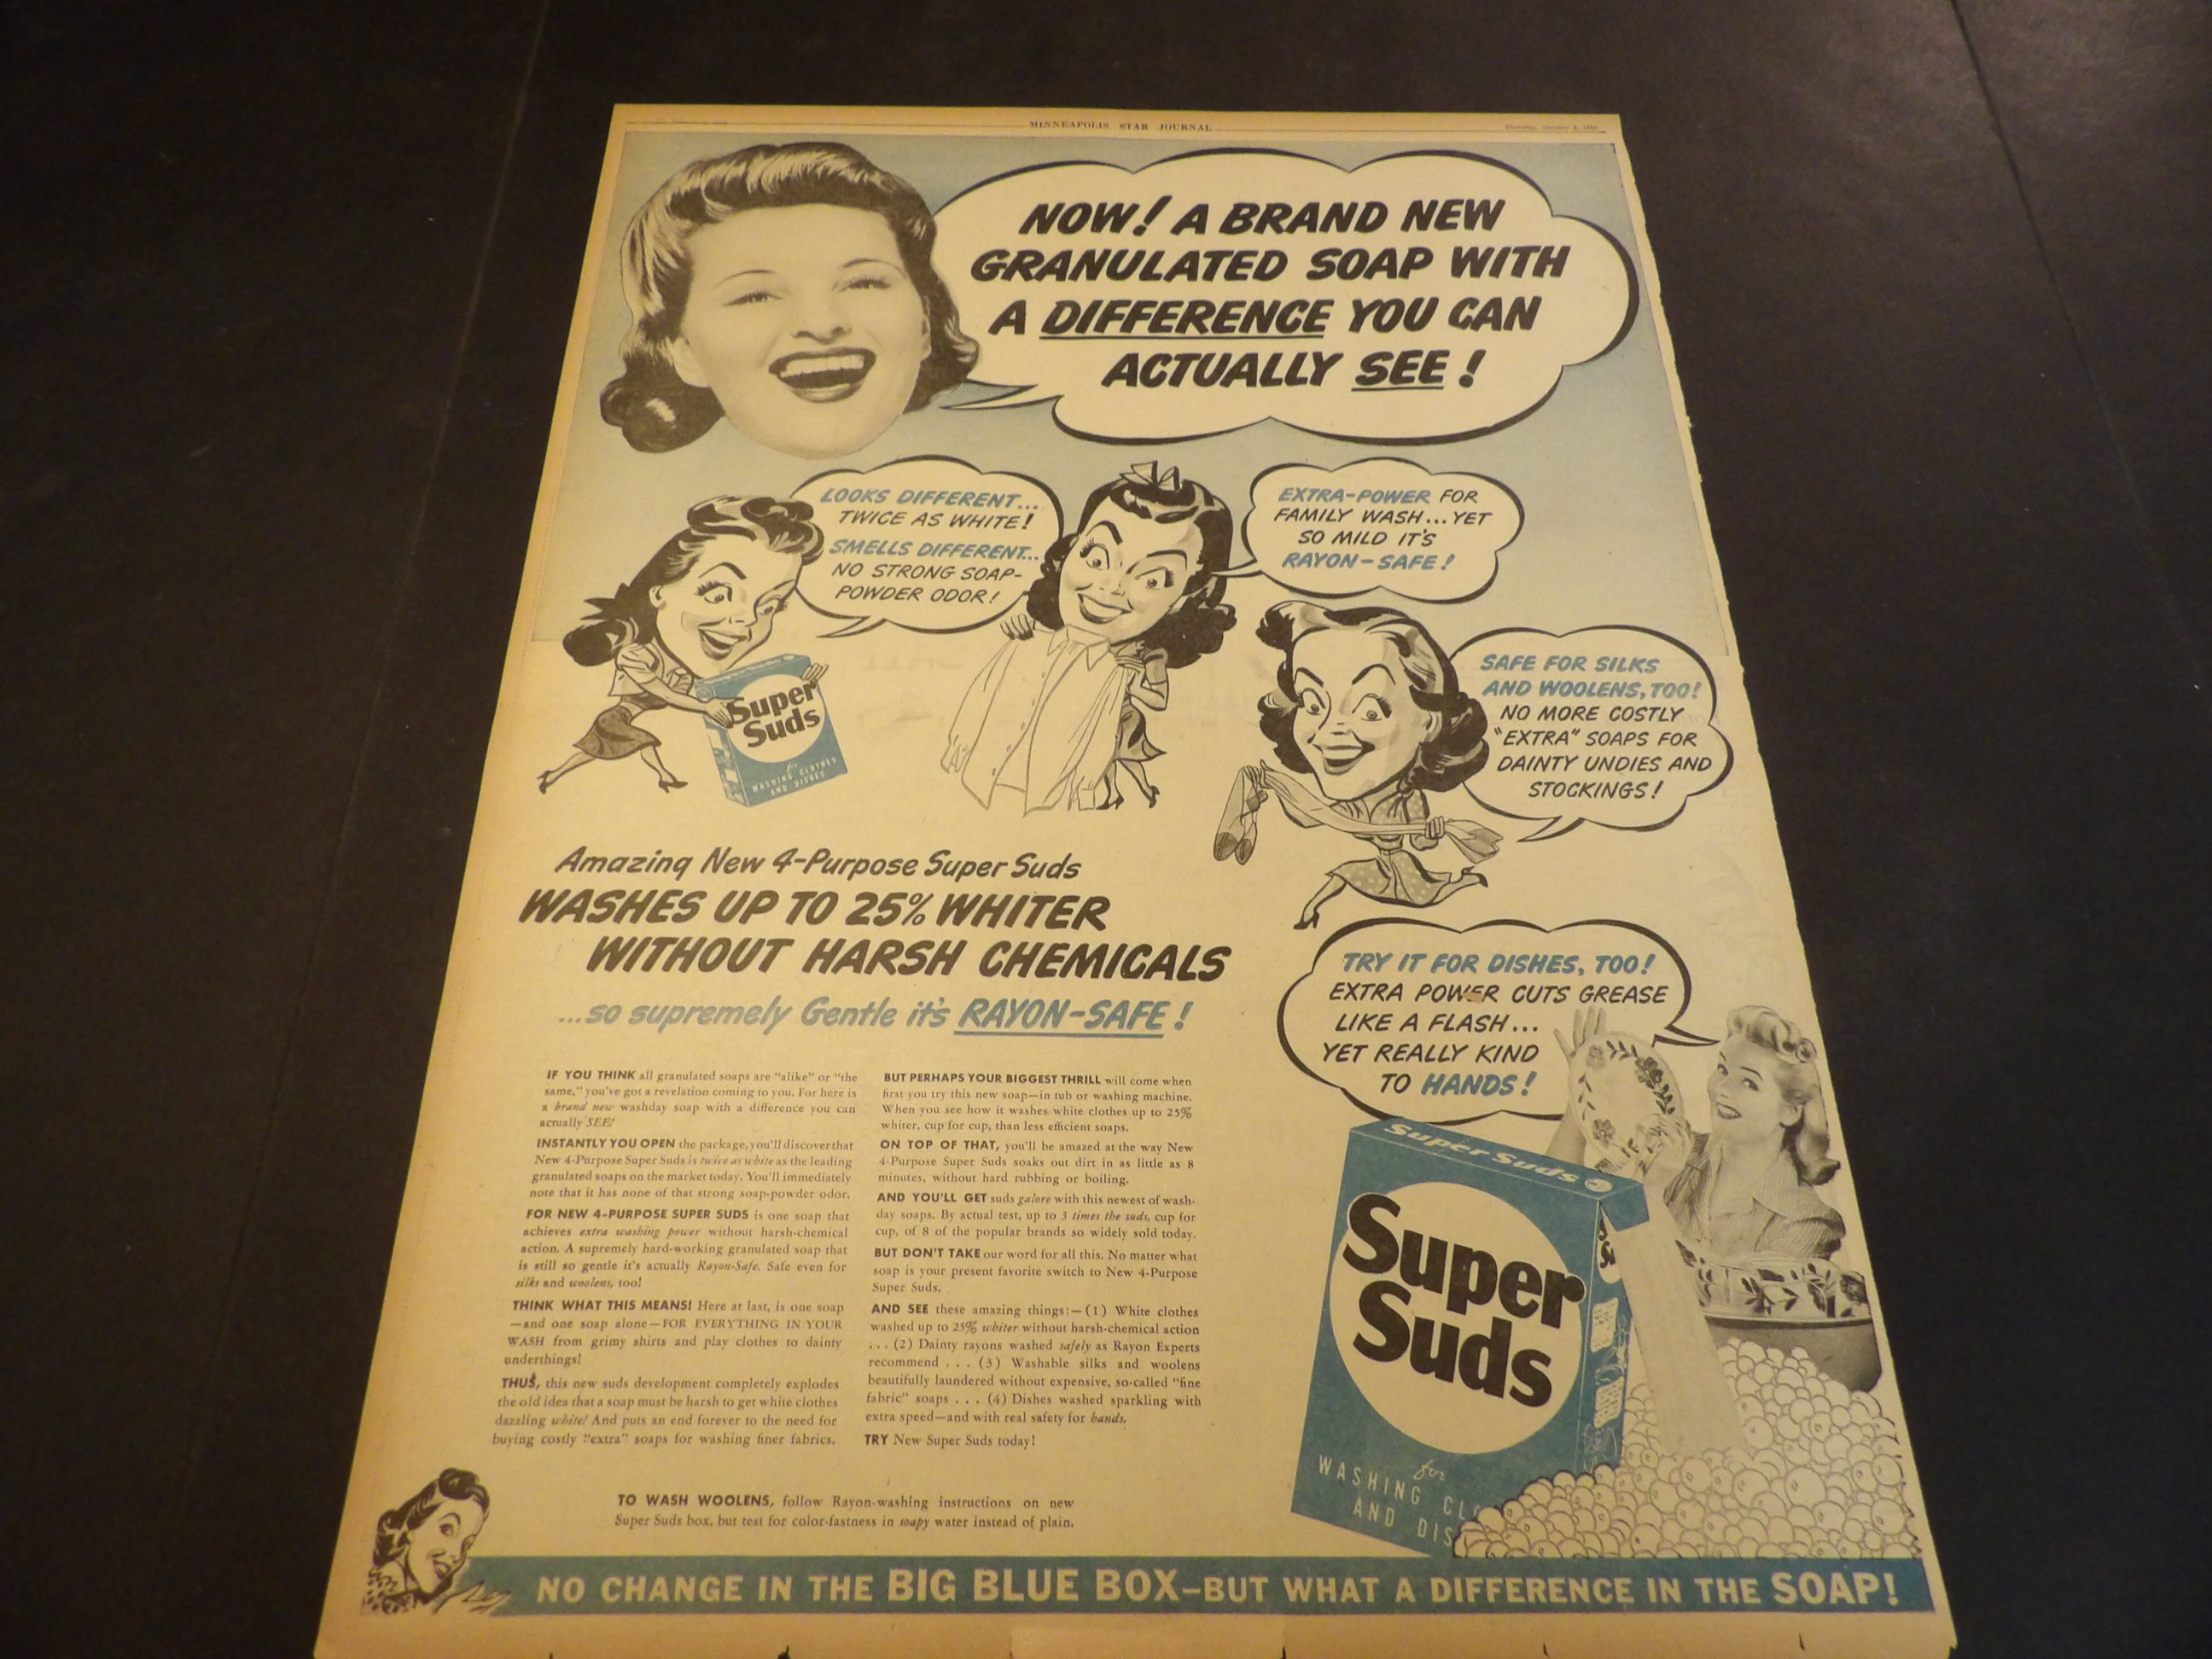 MINNEAPOLIS STAR JOURNAL
NOW! A BRAND NEW
GRANULATED SOAP WITH
A DIFFERENCE YOU CAN
ACTUALLY SEE!
LOOKS DIFFERENT...
TWICE AS WHITE!
SMELLS DIFFERENT...
NO STRONG SOAP-
POWDER ODOR!
EXTRA-POWER FOR
FAMILY WASH...YET
SO MILD IT'S
RAYON-SAFE!
Super
Suds
for
WASHING CLOTHES
AND DISHES
SAFE FOR SILKS
AND WOOLENS, TOO!
NO MORE COSTLY
"EXTRA" SOAPS FOR
DAINTY UNDIES AND
STOCKINGS!
Amazing New 4-Purpose Super Suds
WASHES UP TO 25% WHITER
WITHOUT HARSH CHEMICALS
...so supremely Gentle it's RAYON-SAFE!
IF YOU THINK all granulated soaps are "alike" or "the
same," you've got a revelation coming to you. For here is
a brand new washday soap with a difference you can
actually SEE!
INSTANTLY YOU OPEN the package, you'll discover that
New 4-Purpose Super Suds is twice as white as the leading
granulated soaps on the market today. You'll immediately
note that it has none of that strong soap-powder odor.
FOR NEW 4-PURPOSE SUPER SUDS is one soap that
achieves extra washing power without harsh-chemical
action. A supremely hard-working granulated soap that
is still so gentle it's actually Rayon-Safe. Safe even for
silks and woolens, too!
THINK WHAT THIS MEANS! Here at last, is one soap
—and one soap alone—FOR EVERYTHING IN YOUR
WASH from grimy shirts and play clothes to dainty
underthings!
THUS, this new suds development completely explodes
the old idea that a soap must be harsh to get white clothes
dazzling white! And puts an end forever to the need for
buying costly "extra" soaps for washing finer fabrics.
BUT PERHAPS YOUR BIGGEST THRILL will come when
first you try this new soap—in tub or washing machine.
When you see how it washes white clothes up to 25%
whiter, cup for cup, than less efficient soaps.
ON TOP OF THAT, you'll be amazed at the way New
4-Purpose Super Suds soaks out dirt in as little as 8
minutes, without hard rubbing or boiling.
AND YOU'LL GET suds galore with this newest of wash-
day soaps. By actual test, up to 3 times the suds, cup for
cup, of 8 of the popular brands so widely sold today.
BUT DON'T TAKE our word for all this. No matter what
soap is your present favorite switch to New 4-Purpose
Super Suds.
AND SEE these amazing things:—(1) White clothes
washed up to 25% whiter without harsh-chemical action
... (2) Dainty rayons washed safely as Rayon Experts
recommend ... (3) Washable silks and woolens
beautifully laundered without expensive, so-called "fine
fabric" soaps ... (4) Dishes washed sparkling with
extra speed—and with real safety for hands.
TRY New Super Suds today!
TO WASH WOOLENS, follow Rayon-washing instructions on new
Super Suds box, but test for color-fastness in soapy water instead of plain.
TRY IT FOR DISHES, TOO!
EXTRA POWER CUTS GREASE
LIKE A FLASH...
YET REALLY KIND
TO HANDS!
Super Suds
Super
Suds
for
WASHING CL
AND DIS
NO CHANGE IN THE BIG BLUE BOX—BUT WHAT A DIFFERENCE IN THE SOAP!